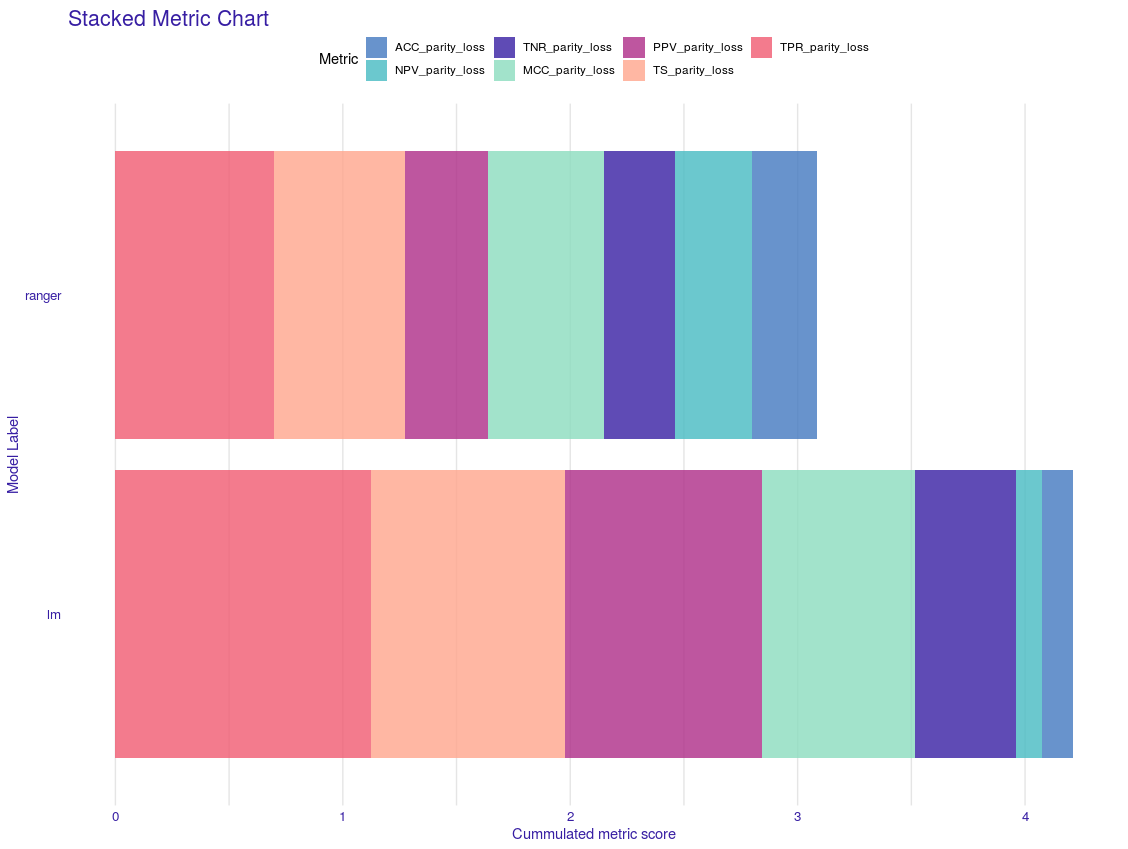 Stacked Metric Chart
Metric
ACC_parity_loss
TNR_parity_loss
PPV_parity_loss
TPR_parity_loss
NPV_parity_loss
MCC_parity_loss
TS_parity_loss
Model Label
ranger
lm
0
1
2
3
4
Cummulated metric score